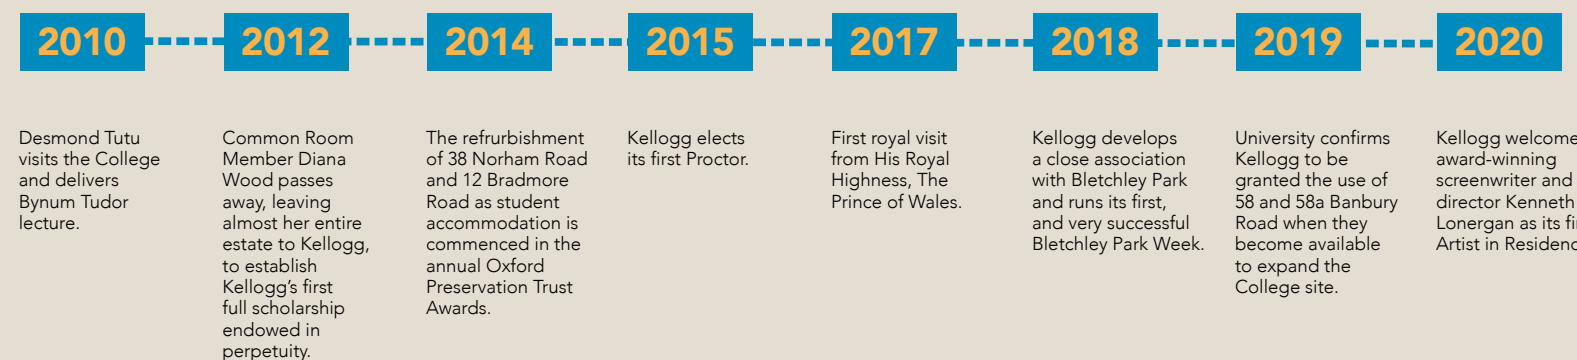 2010
2012
2014
2015
2017
2018
2019
2020
Desmond Tutu
visits the College
and delivers
Bynum Tudor
lecture.
Common Room
Member Diana
Wood passes
away, leaving
almost her entire
estate to Kellogg,
to establish
Kellogg’s first
full scholarship
endowed in
perpetuity.
The refrurbishment
of 38 Norham Road
and 12 Bradmore
Road as student
accommodation is
commenced in the
annual Oxford
Preservation Trust
Awards.
Kellogg elects
its first Proctor.
First royal visit
from His Royal
Highness, The
Prince of Wales.
Kellogg develops
a close association
with Bletchley Park
and runs its first,
and very successful
Bletchley Park Week.
University confirms
Kellogg to be
granted the use of
58 and 58a Banbury
Road when they
become available
to expand the
College site.
Kellogg welcome
award-winning
screenwriter and
director Kenneth
Lonergan as its
Artist in